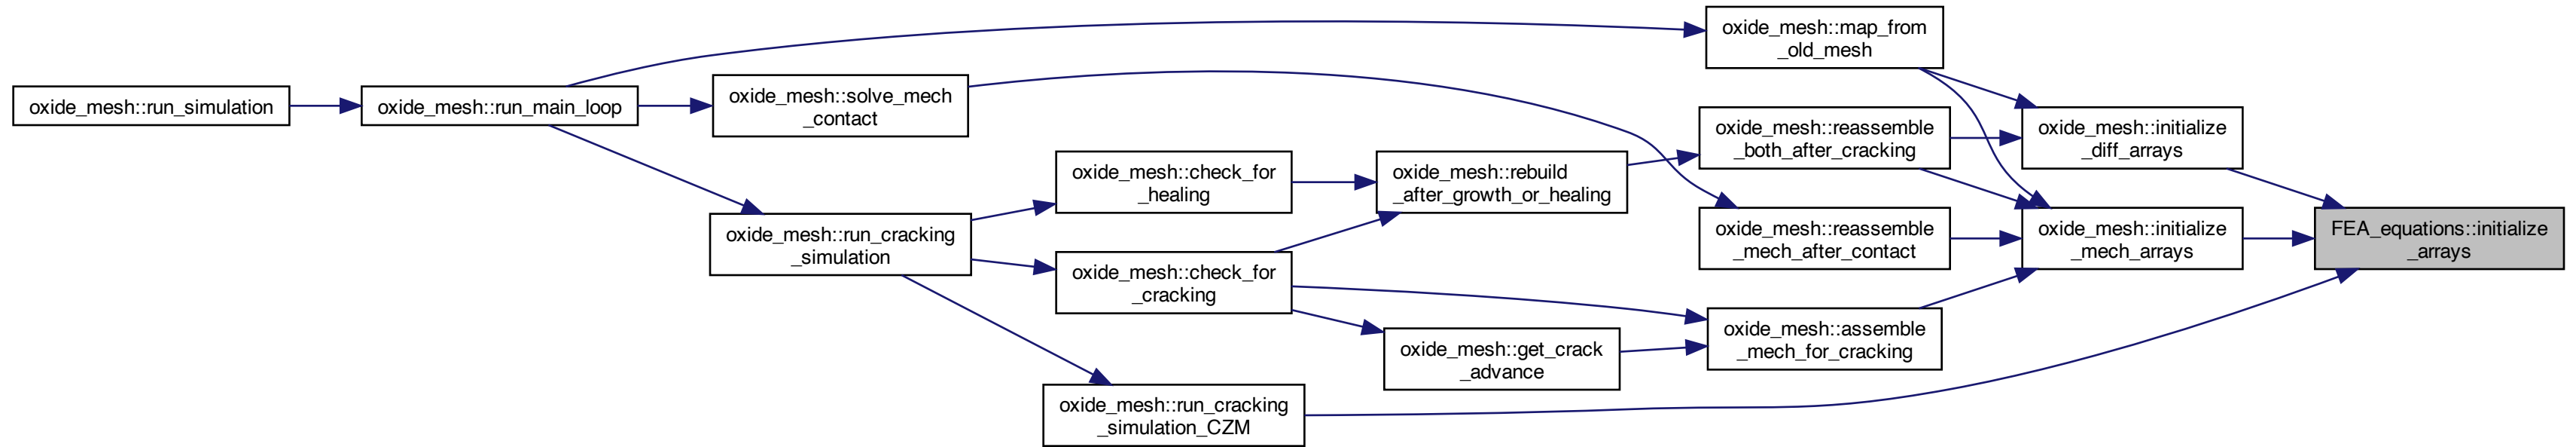 oxide_mesh::run_simulation
oxide_mesh::run_main_loop
oxide_mesh::solve_mech
_contact
oxide_mesh::run_cracking
_simulation
oxide_mesh::check_for
_healing
oxide_mesh::check_for
_cracking
oxide_mesh::run_cracking
_simulation_CZM
oxide_mesh::rebuild
_after_growth_or_healing
oxide_mesh::get_crack
_advance
oxide_mesh::map_from
_old_mesh
oxide_mesh::reassemble
_both_after_cracking
oxide_mesh::reassemble
_mech_after_contact
oxide_mesh::assemble
_mech_for_cracking
oxide_mesh::initialize
_diff_arrays
oxide_mesh::initialize
_mech_arrays
FEA_equations::initialize
_arrays